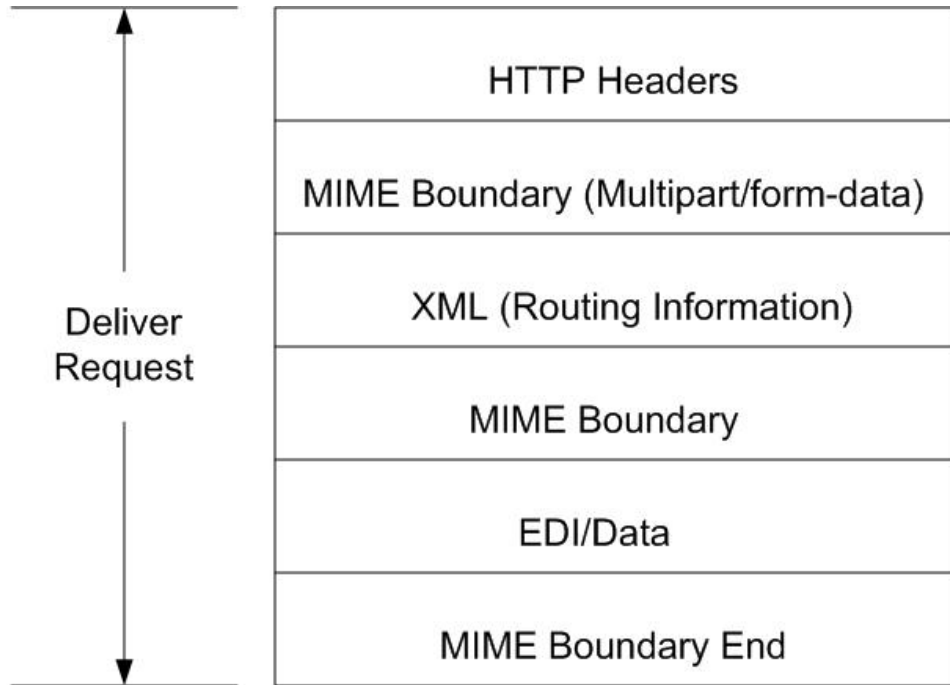 HTTP Headers
MIME Boundary (Multipart/form-data)
XML (Routing Information)
Deliver
Request
MIME Boundary
EDI/Data
MIME Boundary End